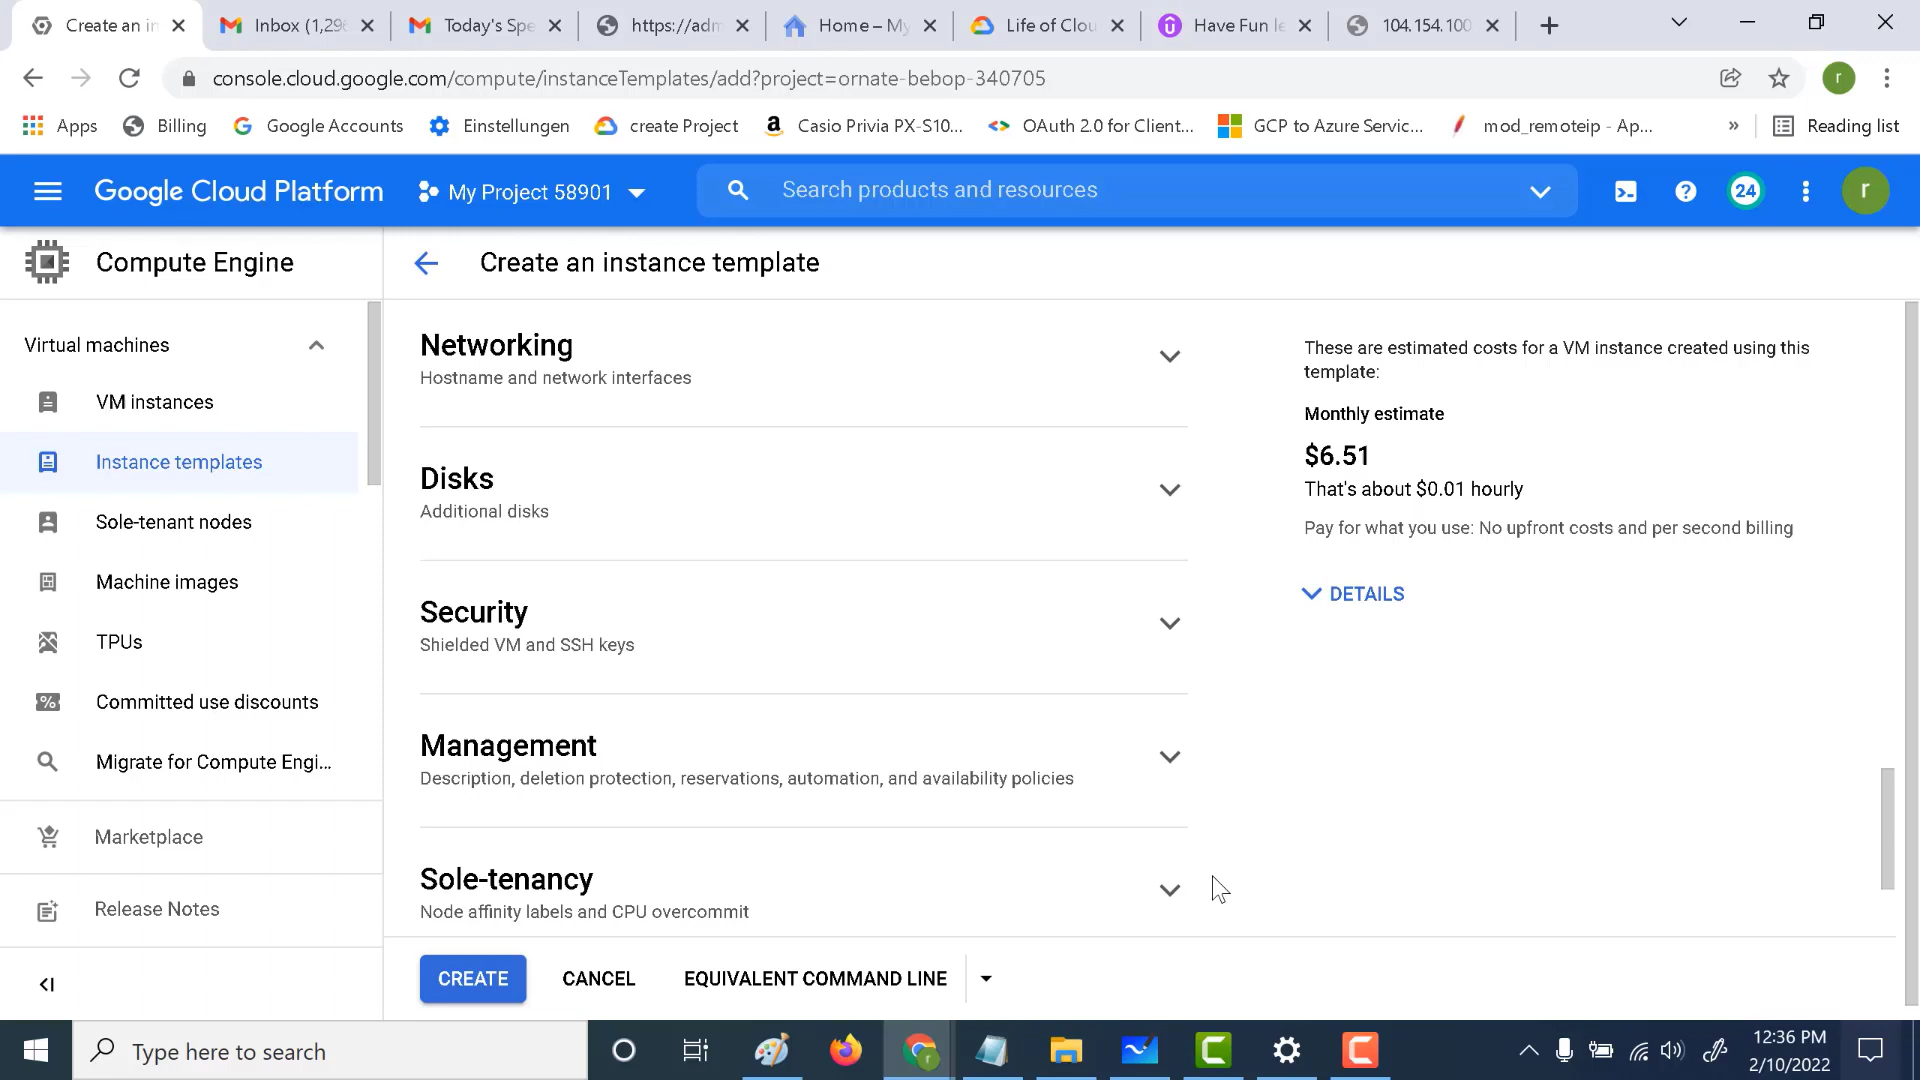 Create an in
Inbox (1,296
Today's Spe
https://adm
Home – My
Life of Clou
Have Fun le
104.154.100
console.cloud.google.com/compute/instanceTemplates/add?project=ornate-bebop-340705
r
Apps
Billing
Google Accounts
Einstellungen
create Project
Casio Privia PX-S10...
OAuth 2.0 for Client...
GCP to Azure Servic...
mod_remoteip - Ap...
»
Reading list
Google Cloud Platform
My Project 58901
Search products and resources
24
r
Compute Engine
Create an instance template
Virtual machines
VM instances
Instance templates
Sole-tenant nodes
Machine images
TPUs
Committed use discounts
Migrate for Compute Engi...
Marketplace
Release Notes
Networking
Hostname and network interfaces
Disks
Additional disks
Security
Shielded VM and SSH keys
Management
Description, deletion protection, reservations, automation, and availability policies
Sole-tenancy
Node affinity labels and CPU overcommit
CREATE
CANCEL
EQUIVALENT COMMAND LINE
These are estimated costs for a VM instance created using this
template:
Monthly estimate
$6.51
That's about $0.01 hourly
Pay for what you use: No upfront costs and per second billing
DETAILS
Type here to search
12:36 PM
2/10/2022